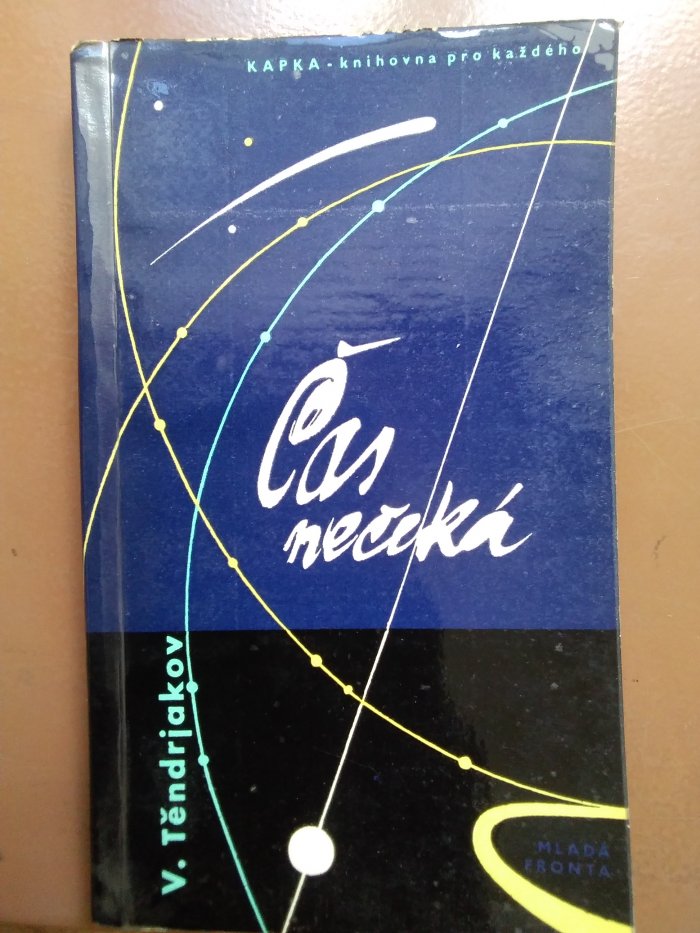 KAPKA - knihovna pro každého
Čas
nečeká
V. Těndrjakov
MLADÁ
FRONTA